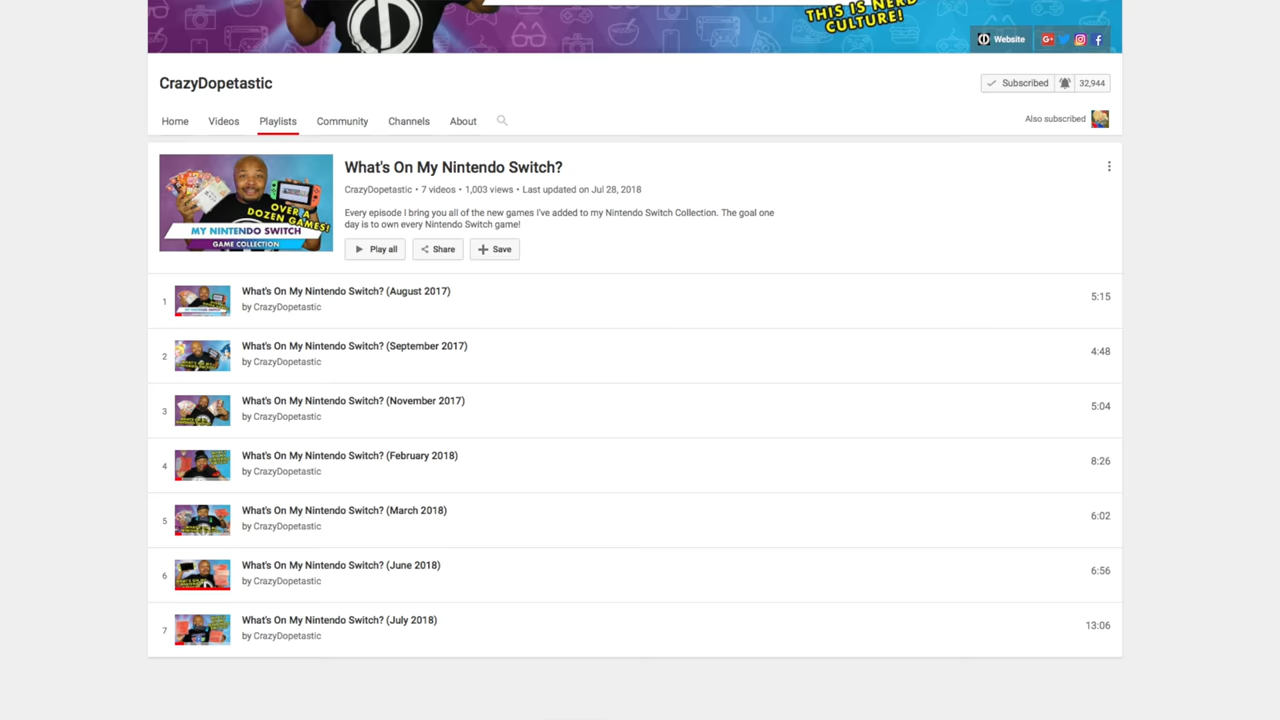 THIS IS NERD
CULTURE!
Website
CrazyDopetastic
Subscribed 32,944
Home Videos Playlists Community Channels About
Also subscribed
OVER A
DOZEN GAMES!
MY NINTENDO SWITCH
GAME COLLECTION
What's On My Nintendo Switch?
CrazyDopetastic • 7 videos • 1,003 views • Last updated on Jul 28, 2018
Every episode I bring you all of the new games I've added to my Nintendo Switch Collection. The goal one
day is to own every Nintendo Switch game!
Play all Share Save
1 What's On My Nintendo Switch? (August 2017) 5:15
by CrazyDopetastic
2 What's On My Nintendo Switch? (September 2017) 4:48
by CrazyDopetastic
3 What's On My Nintendo Switch? (November 2017) 5:04
by CrazyDopetastic
4 What's On My Nintendo Switch? (February 2018) 8:26
by CrazyDopetastic
5 What's On My Nintendo Switch? (March 2018) 6:02
by CrazyDopetastic
6 What's On My Nintendo Switch? (June 2018) 6:56
by CrazyDopetastic
7 What's On My Nintendo Switch? (July 2018) 13:06
by CrazyDopetastic